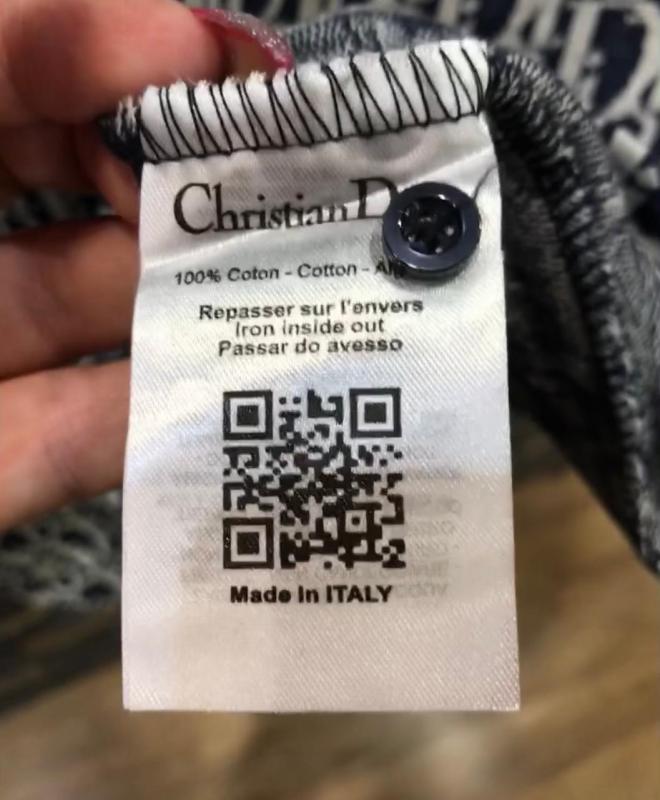 Christian D
100% Coton - Cotton - Al
Repasser sur l'envers
Iron inside out
Passar do avesso
Made in ITALY